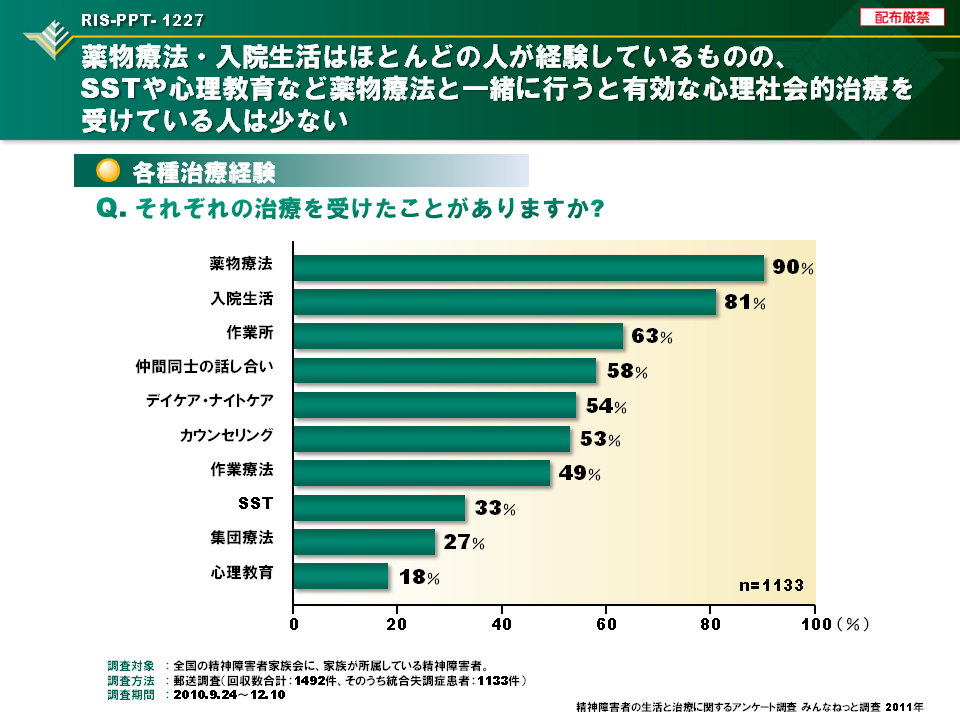 RIS-PPT- 1227
配布厳禁
薬物療法・入院生活はほとんどの人が経験しているものの、
SSTや心理教育など薬物療法と一緒に行うと有効な心理社会的治療を
受けている人は少ない
各種治療経験
Q. それぞれの治療を受けたことがありますか?
薬物療法 90%
入院生活 81%
作業所 63%
仲間同士の話し合い 58%
デイケア・ナイトケア 54%
カウンセリング 53%
作業療法 49%
SST 33%
集団療法 27%
心理教育 18%
n=1133
0 20 40 60 80 100 (%)
調査対象 :全国の精神障害者家族会に、家族が所属している精神障害者。
調査方法 :郵送調査(回収数合計:1492件、そのうち統合失調症患者:1133件)
調査期間 :2010.9.24~12.10
精神障害者の生活と治療に関するアンケート調査 みんなねっと調査 2011年